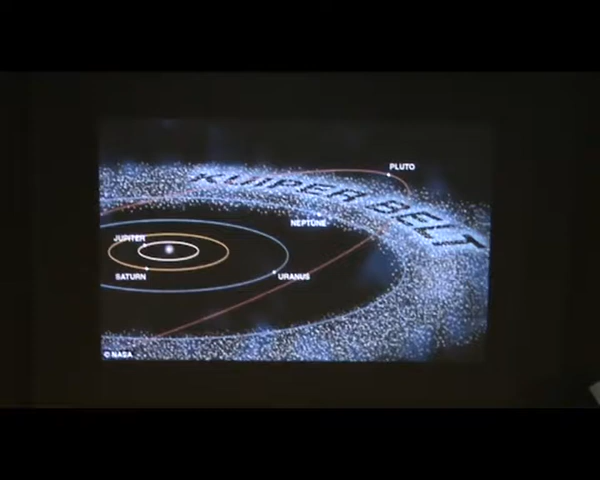 PLUTO
KUIPER BELT
NEPTUNE
JUPITER
SATURN
URANUS
© NASA